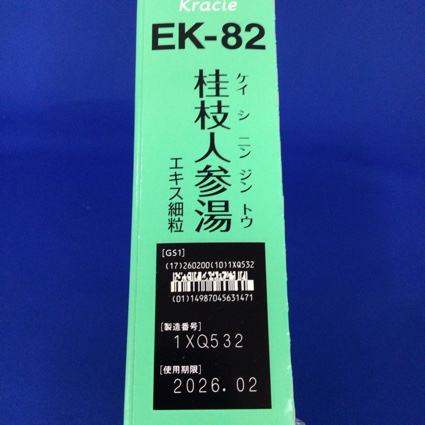 Kracie
EK-82
ケイ シ ニン ジン トウ
桂枝人参湯
エキス細粒
[GS1]
(17)260200(10)1XQ532
(01)14987045631471
[製造番号]
1XQ532
[使用期限]
2026.02